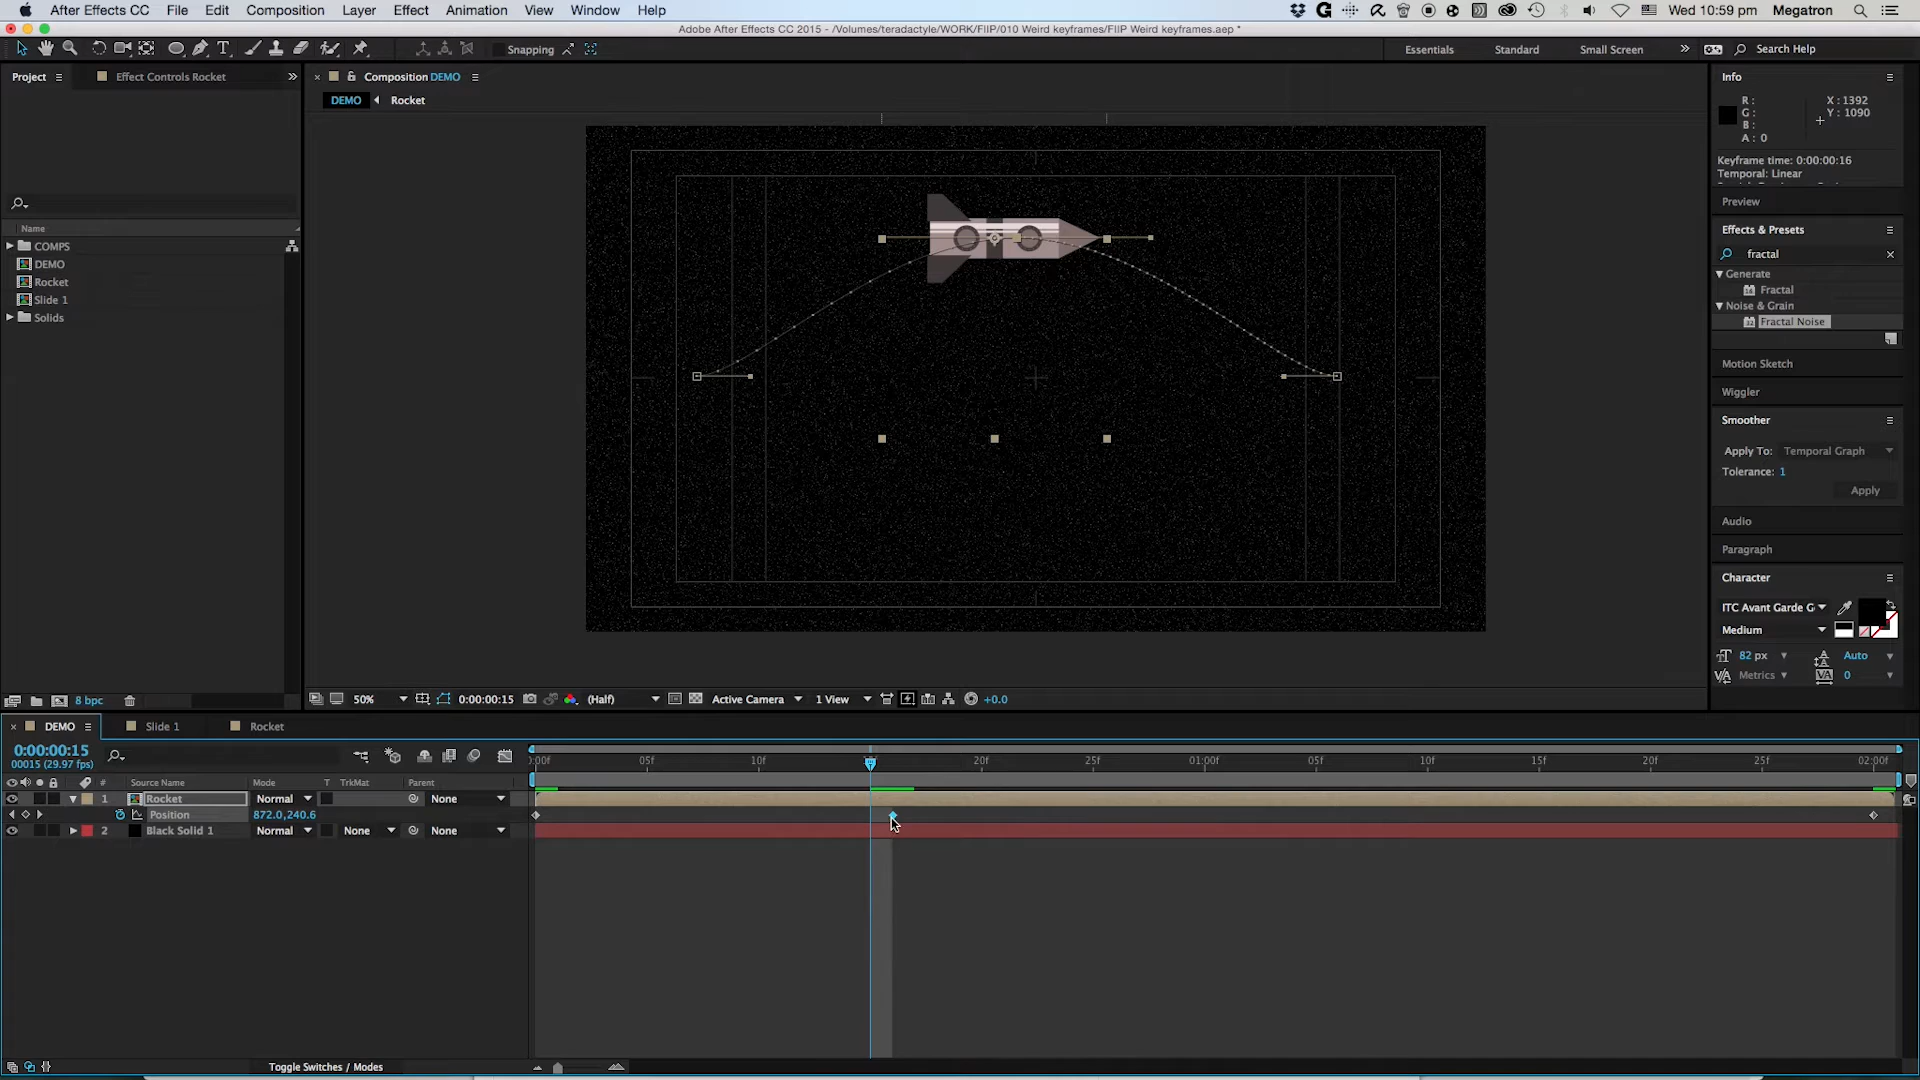 After Effects CC File Edit Composition Layer Effect Animation View Window Help Wed 10:59 pm Megatron
Adobe After Effects CC 2015 - /Volumes/teradactyle/WORK/FIIP/010 Weird keyframes/FIIP Weird keyframes.aep *
Snapping Essentials Standard Small Screen Search Help
Project Effect Controls Rocket Composition DEMO Info
DEMO Rocket
R : X : 1392
G : Y : 1090
B :
A : 0
Keyframe time: 0:00:00:16
Temporal: Linear
Preview
Effects & Presets
fractal
Generate
Fractal
Noise & Grain
Fractal Noise
Motion Sketch
Wiggler
Smoother
Apply To: Temporal Graph
Tolerance: 1
Apply
Audio
Paragraph
Character
ITC Avant Garde G
Medium
82 px Auto
Metrics 0
Name
COMPS
DEMO
Rocket
Slide 1
Solids
8 bpc
50% 0:00:00:15 (Half) Active Camera 1 View +0.0
DEMO Slide 1 Rocket
0:00:00:15
00015 (29.97 fps)
05f 10f 20f 25f 01:00f 05f 10f 15f 20f 25f 02:00f
# Source Name Mode T TrkMat Parent
1 Rocket Normal None
Position 872.0,240.6
2 Black Solid 1 Normal None None
Toggle Switches / Modes